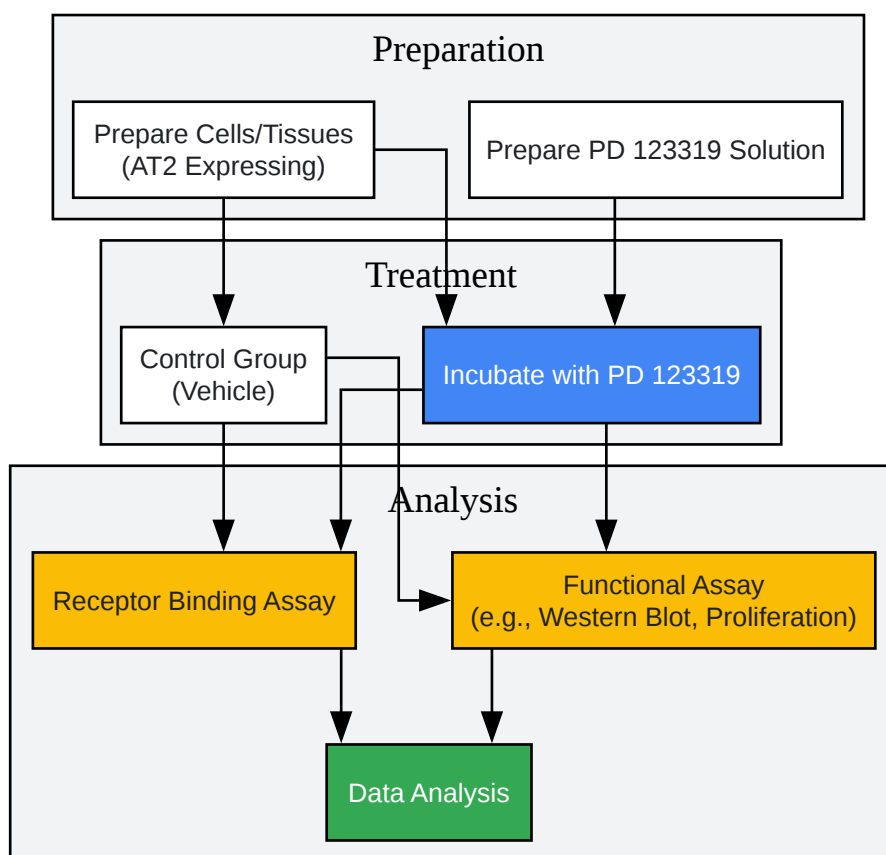 Preparation
Prepare Cells/Tissues
(AT2 Expressing)
Prepare PD 123319 Solution
Treatment
Control Group
(Vehicle)
Incubate with PD 123319
Analysis
Receptor Binding Assay
Functional Assay
(e.g., Western Blot, Proliferation)
Data Analysis